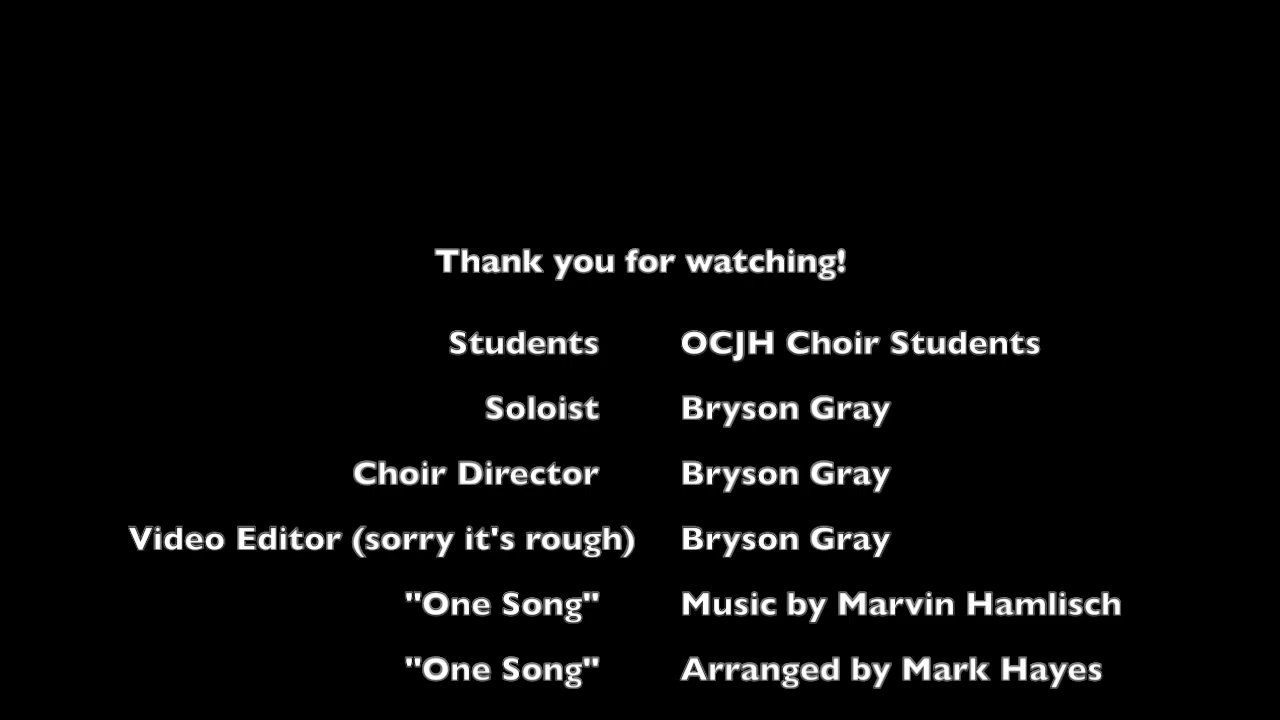 Thank you for watching!
Students OCJH Choir Students
Soloist Bryson Gray
Choir Director Bryson Gray
Video Editor (sorry it's rough) Bryson Gray
"One Song" Music by Marvin Hamlisch
"One Song" Arranged by Mark Hayes